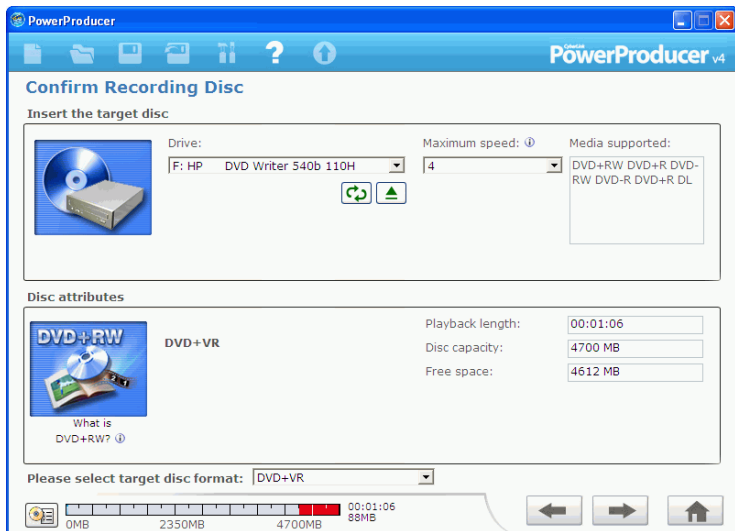 PowerProducer
?
CyberLink
PowerProducer v4
Confirm Recording Disc
Insert the target disc
Drive:
Maximum speed:
Media supported:
F: HP DVD Writer 540b 110H
4
DVD+RW DVD+R DVD-
RW DVD-R DVD+R DL
Disc attributes
DVD+RW
DVD+VR
Playback length:
00:01:06
Disc capacity:
4700 MB
Free space:
4612 MB
What is
DVD+RW?
Please select target disc format:
DVD+VR
00:01:06
88MB
0MB
2350MB
4700MB